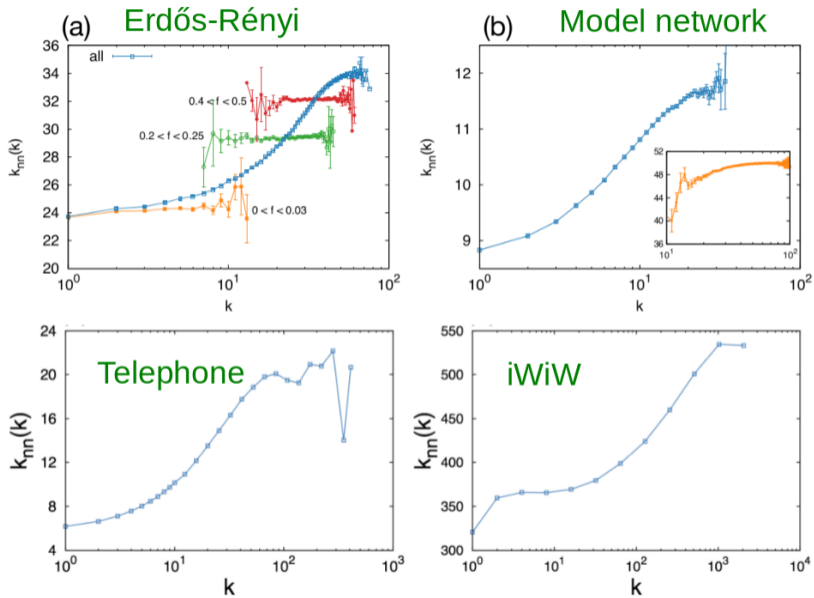 (a) Erdős-Rényi
36
34
32
30
28
26
24
22
20
k_nn(k)
all
0.4 < f < 0.5
0.2 < f < 0.25
0 < f < 0.03
10^0 10^1 10^2
k
(b) Model network
12
11
10
9
k_nn(k)
52
48
44
40
36
10^1 10^2
10^0 10^1 10^2
k
24
20
16
12
8
4
k_nn(k)
Telephone
10^0 10^1 10^2 10^3
k
550
500
450
400
350
300
k_nn(k)
iWiW
10^0 10^1 10^2 10^3 10^4
k